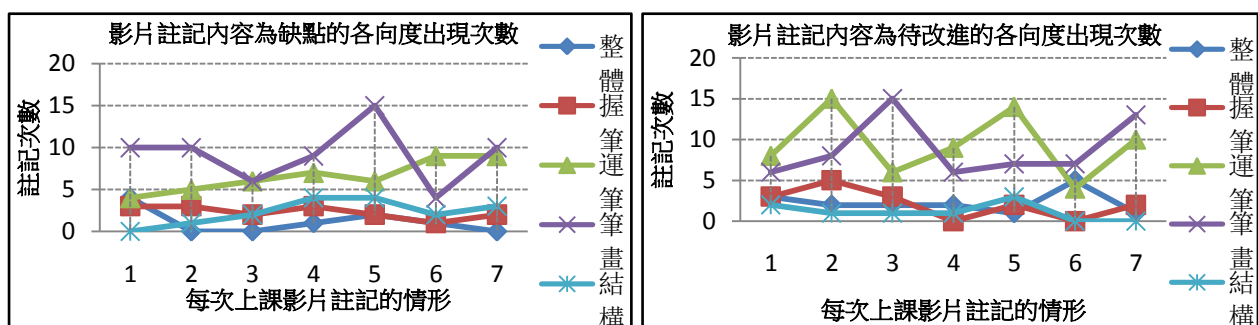 影片註記內容為缺點的各向度出現次數
20
15
10
5
0
註記次數
1 2 3 4 5 6 7
每次上課影片註記的情形
整
體
握
筆
運
筆
筆
畫
結
構
影片註記內容為待改進的各向度出現次數
20
15
10
5
0
註記次數
1 2 3 4 5 6 7
每次上課影片註記的情形
整
體
握
筆
運
筆
筆
畫
結
構